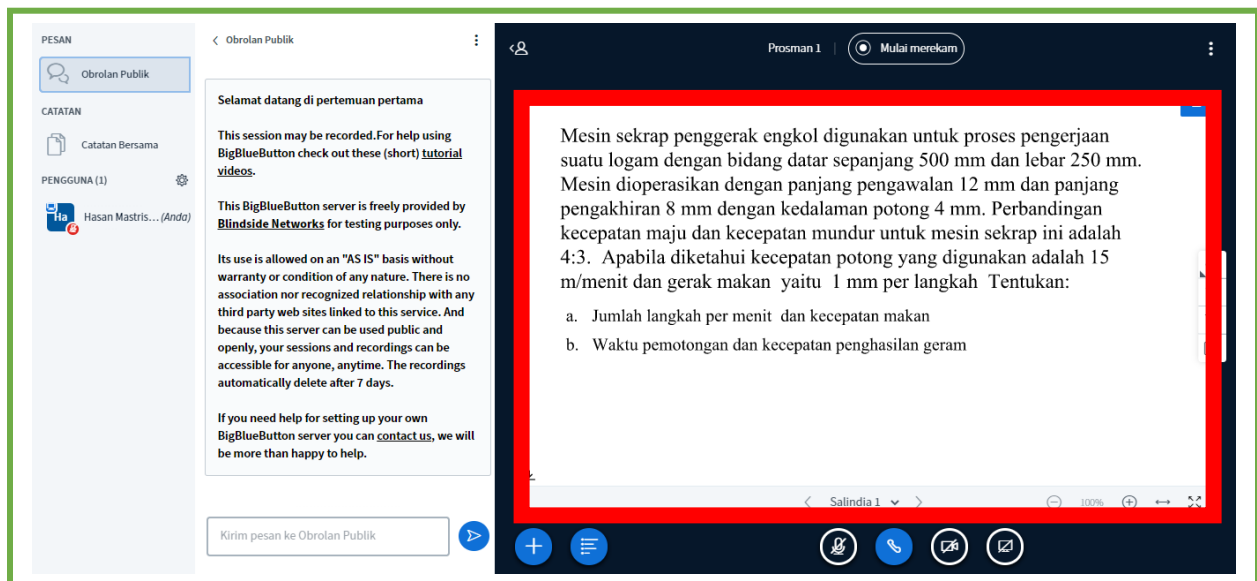 PESAN
Obrolan Publik
CATATAN
Catatan Bersama
PENGGUNA (1)
Ha
Hasan Mastris... (Anda)
Obrolan Publik
Selamat datang di pertemuan pertama
This session may be recorded.For help using
BigBlueButton check out these (short) tutorial
videos.
This BigBlueButton server is freely provided by
Blindside Networks for testing purposes only.
Its use is allowed on an "AS IS" basis without
warranty or condition of any nature. There is no
association nor recognized relationship with any
third party web sites linked to this service. And
because this server can be used public and
openly, your sessions and recordings can be
accessible for anyone, anytime. The recordings
automatically delete after 7 days.
If you need help for setting up your own
BigBlueButton server you can contact us, we will
be more than happy to help.
Kirim pesan ke Obrolan Publik
Prosman 1 | Mulai merekam
Mesin sekrap penggerak engkol digunakan untuk proses pengerjaan
suatu logam dengan bidang datar sepanjang 500 mm dan lebar 250 mm.
Mesin dioperasikan dengan panjang pengawalan 12 mm dan panjang
pengakhiran 8 mm dengan kedalaman potong 4 mm. Perbandingan
kecepatan maju dan kecepatan mundur untuk mesin sekrap ini adalah
4:3. Apabila diketahui kecepatan potong yang digunakan adalah 15
m/menit dan gerak makan yaitu 1 mm per langkah Tentukan:
a. Jumlah langkah per menit dan kecepatan makan
b. Waktu pemotongan dan kecepatan penghasilan geram
Salindia 1
100%